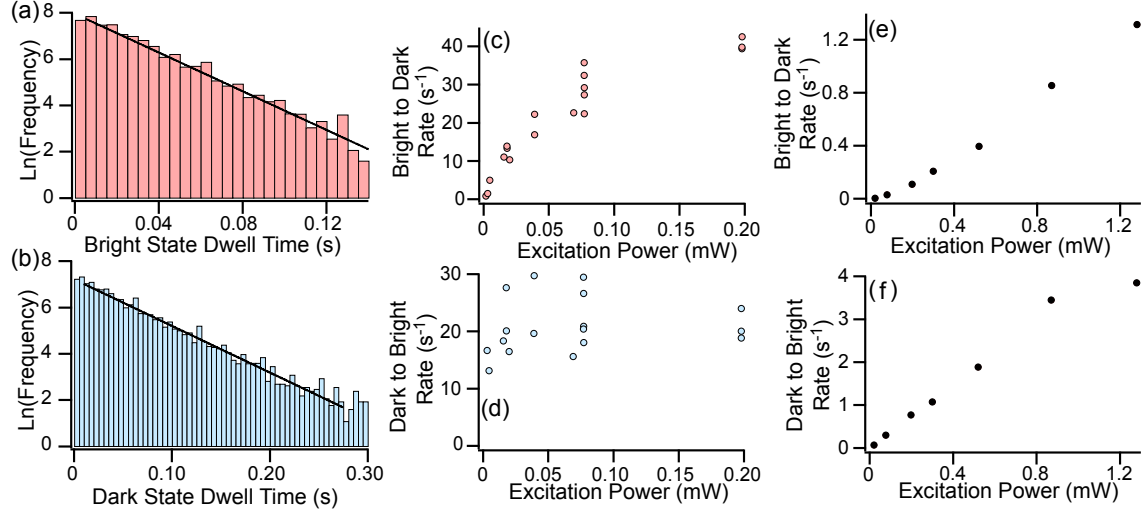 (a)
8
6
4
2
0
Ln(Frequency)
0
0.04
0.08
0.12
Bright State Dwell Time (s)
(b)
8
6
4
2
0
Ln(Frequency)
0
0.10
0.20
0.30
Dark State Dwell Time (s)
(c)
40
30
20
10
0
Bright to Dark
Rate (s⁻¹)
0
0.05
0.10
0.15
0.20
Excitation Power (mW)
(d)
30
20
10
0
Dark to Bright
Rate (s⁻¹)
0
0.05
0.10
0.15
0.20
Excitation Power (mW)
(e)
1.2
0.8
0.4
0
Bright to Dark
Rate (s⁻¹)
0
0.4
0.8
1.2
Excitation Power (mW)
(f)
4
3
2
1
0
Dark to Bright
Rate (s⁻¹)
0
0.4
0.8
1.2
Excitation Power (mW)